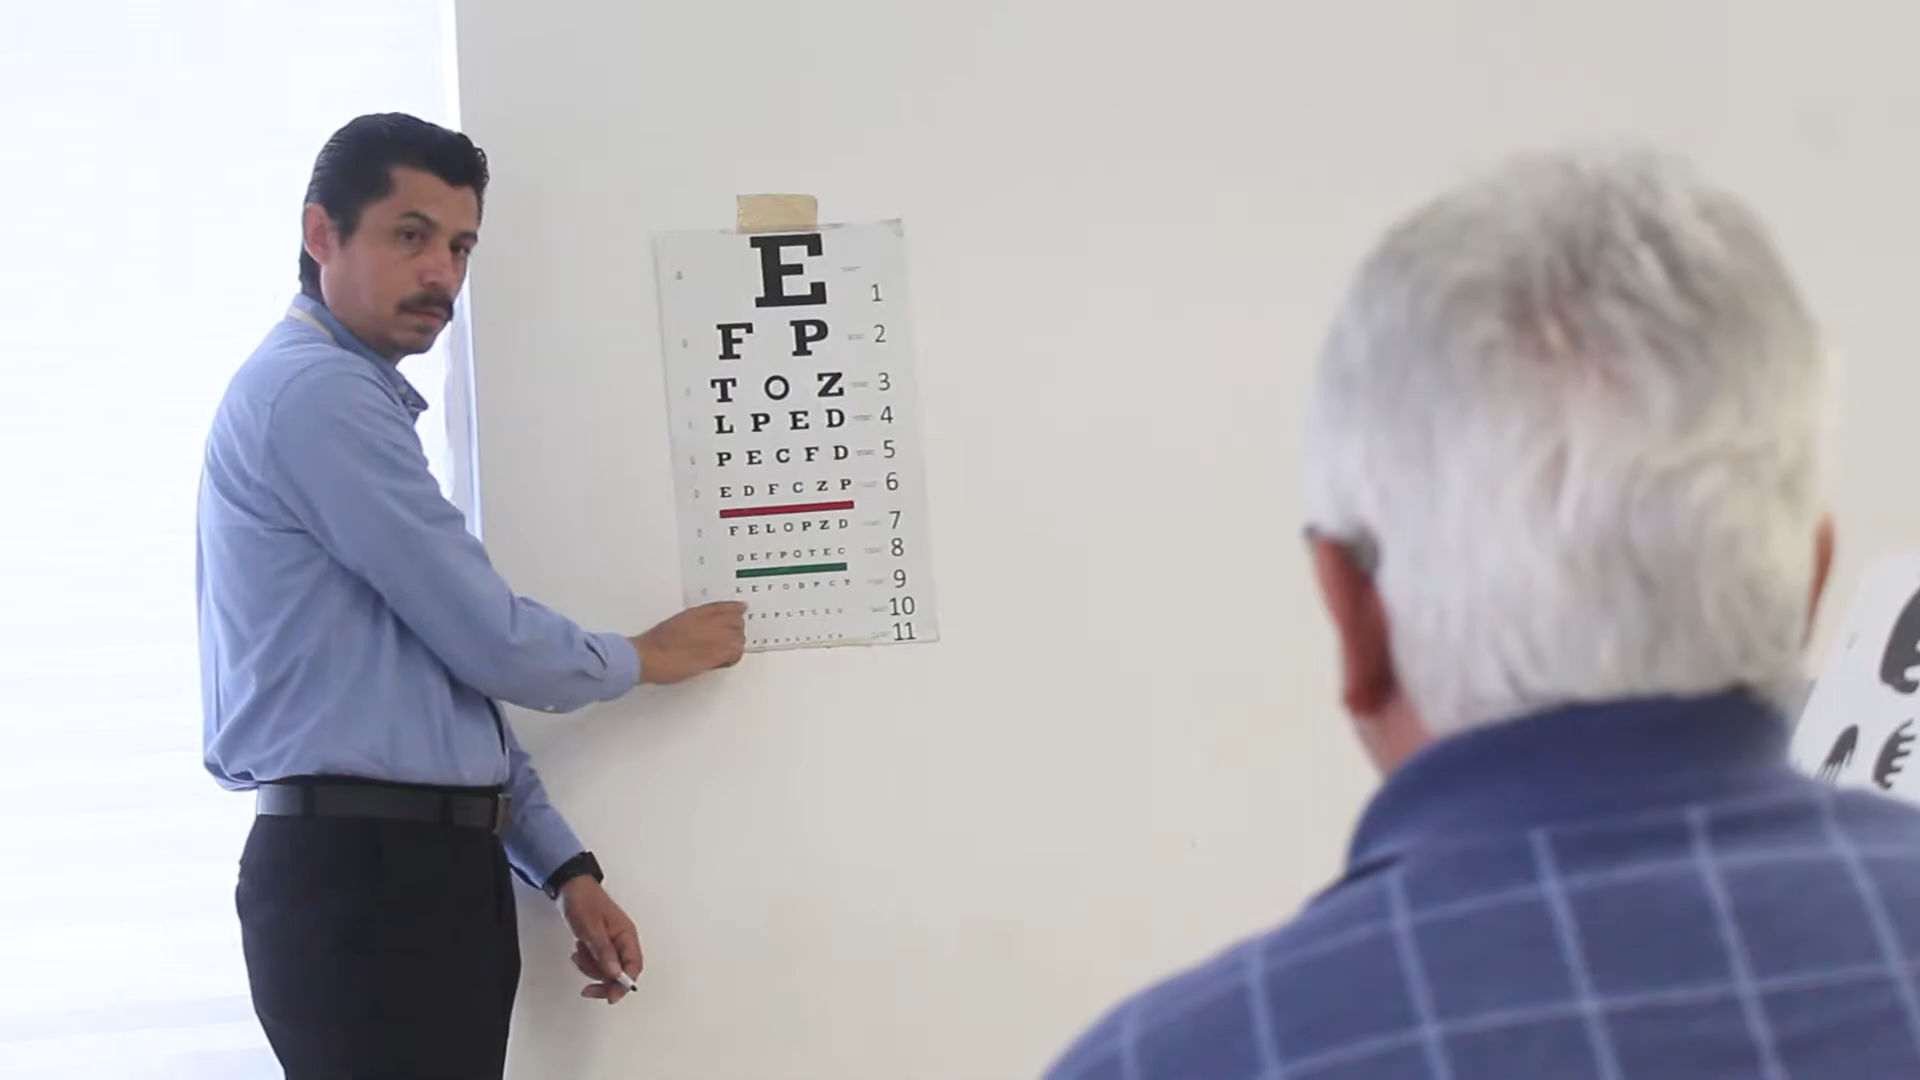 E 1
F P 2
T O Z 3
L P E D 4
P E C F D 5
E D F C Z P 6
F E L O P Z D 7
D E F P O T E C 8
L E F O D P C T 9
10
11